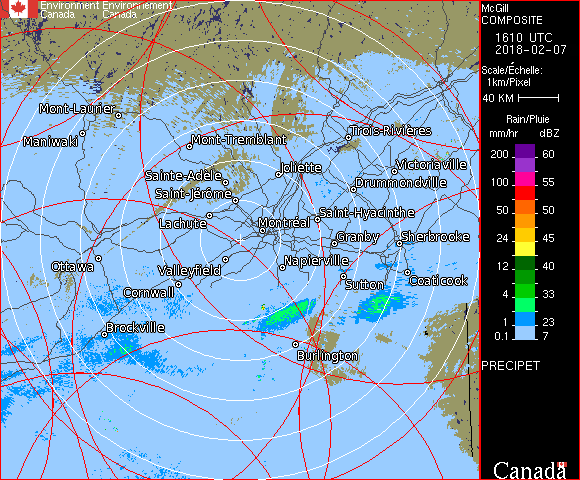 Environment Environnement
Canada Canada
McGill
COMPOSITE
1610 UTC
2018-02-07
Scale/Échelle:
1km/Pixel
40 KM
Rain/Pluie
mm/hr dBZ
200 60
100 55
50 50
24 45
12 40
4 33
1 23
0.1 7
PRECIPET
Canada
Mont-Laurier
Maniwaki
Mont-Tremblant
Trois-Rivières
Sainte-Adèle
Joliette
Victoriaville
Saint-Jérôme
Drummondville
Lachute
Montréal
Saint-Hyacinthe
Granby
Sherbrooke
Ottawa
Valleyfield
Napierville
Cornwall
Sutton
Coaticook
Brockville
Burlington